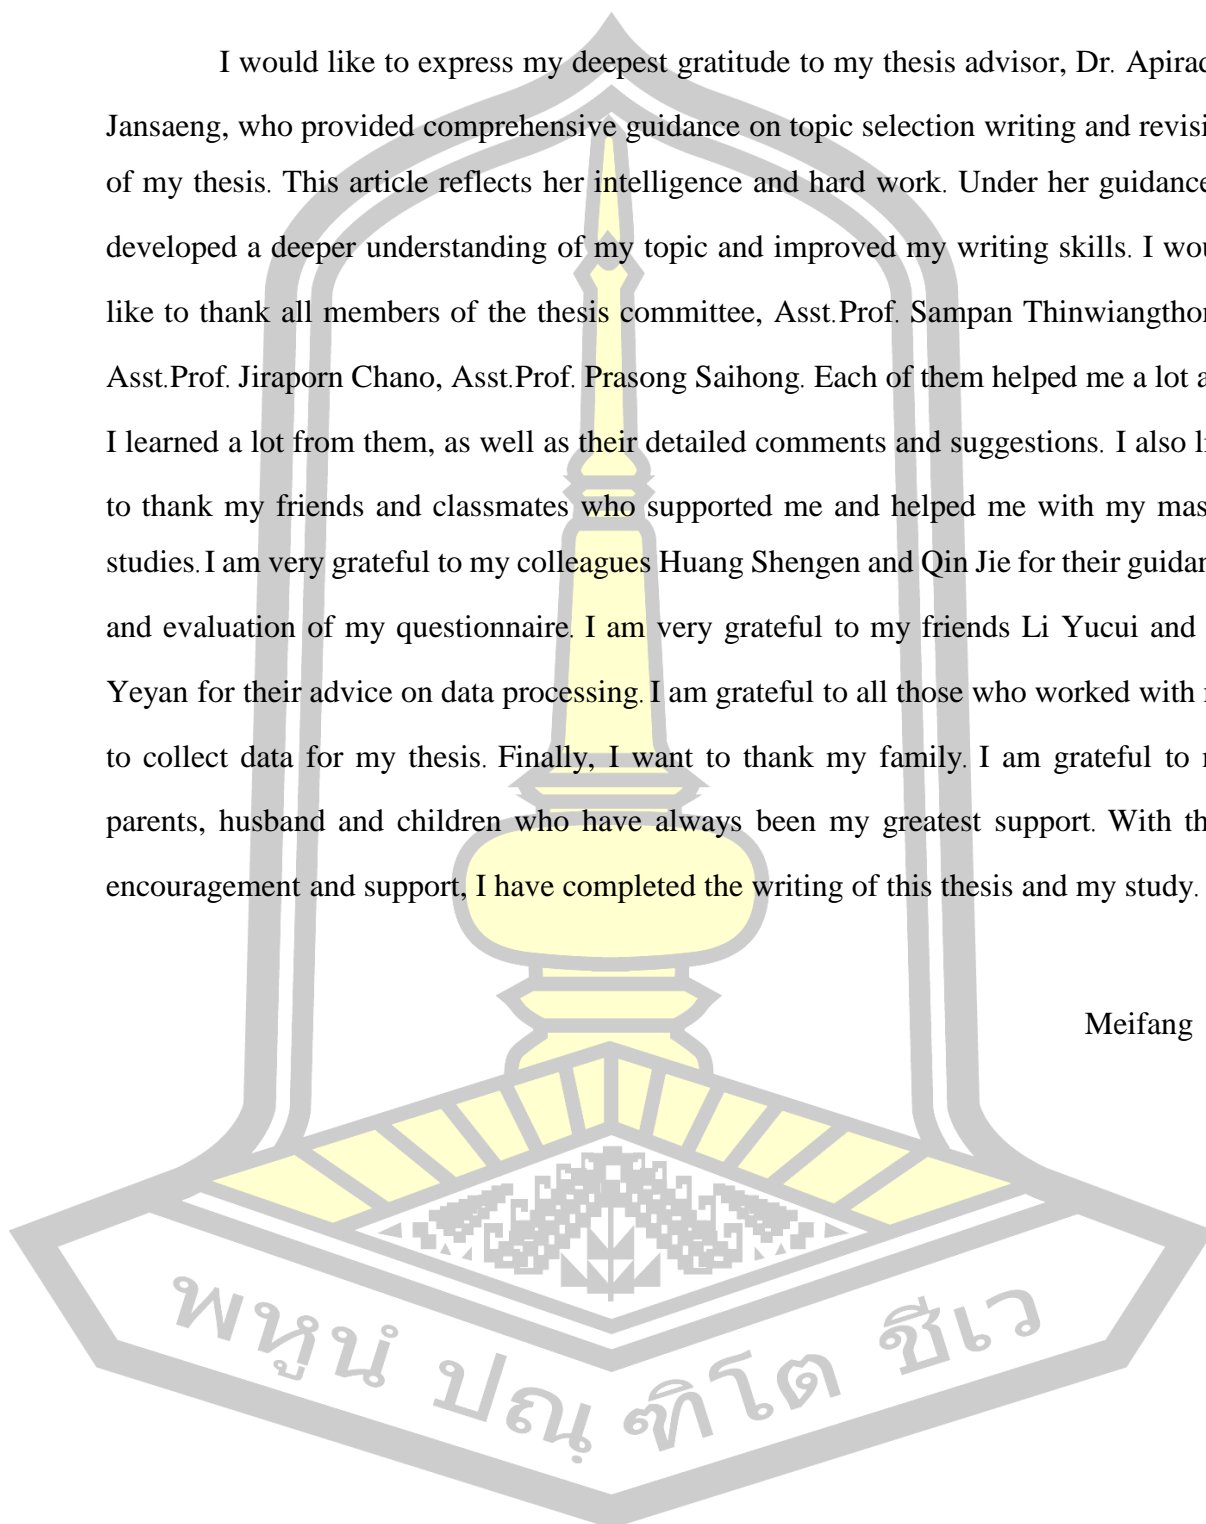 I would like to express my deepest gratitude to my thesis advisor, Dr. Apirad
Jansaeng, who provided comprehensive guidance on topic selection writing and revisi
of my thesis. This article reflects her intelligence and hard work. Under her guidance
developed a deeper understanding of my topic and improved my writing skills. I wou
like to thank all members of the thesis committee, Asst.Prof. Sampan Thinwiangthon
Asst.Prof. Jiraporn Chano, Asst.Prof. Prasong Saihong. Each of them helped me a lot a
I learned a lot from them, as well as their detailed comments and suggestions. I also li
to thank my friends and classmates who supported me and helped me with my mas
studies. I am very grateful to my colleagues Huang Shengen and Qin Jie for their guidan
and evaluation of my questionnaire. I am very grateful to my friends Li Yucui and
Yeyan for their advice on data processing. I am grateful to all those who worked with
to collect data for my thesis. Finally, I want to thank my family. I am grateful to
parents, husband and children who have always been my greatest support. With th
encouragement and support, I have completed the writing of this thesis and my study.
Meifang
พหูนํ ปณฺฑิโต ชีเว